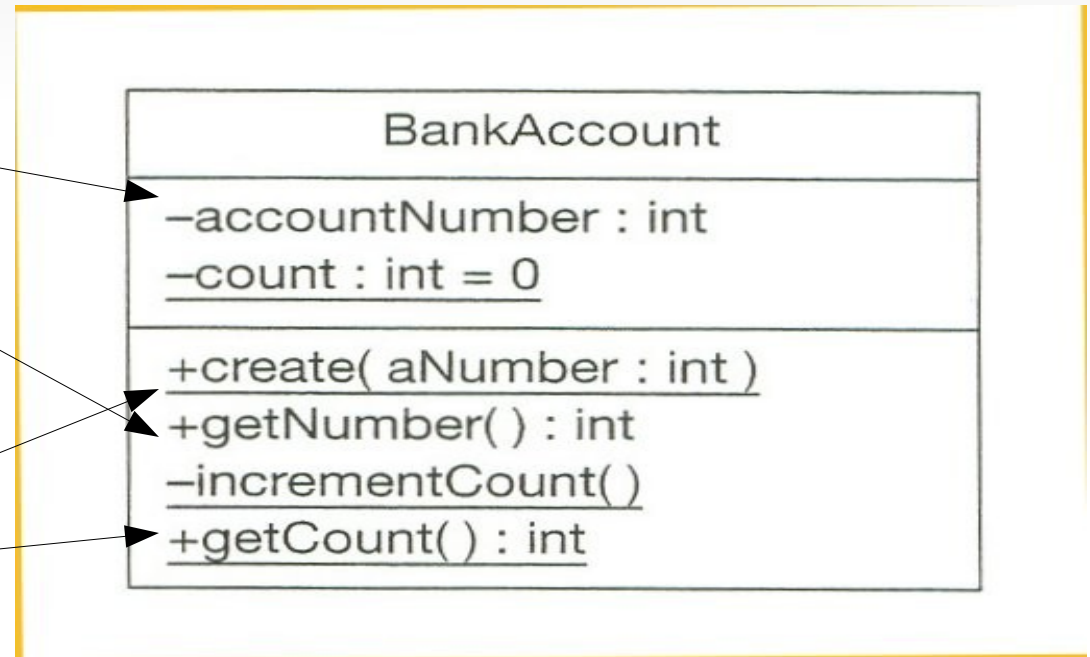 BankAccount
–accountNumber : int
–count : int = 0
+create( aNumber : int )
+getNumber( ) : int
–incrementCount( )
+getCount( ) : int